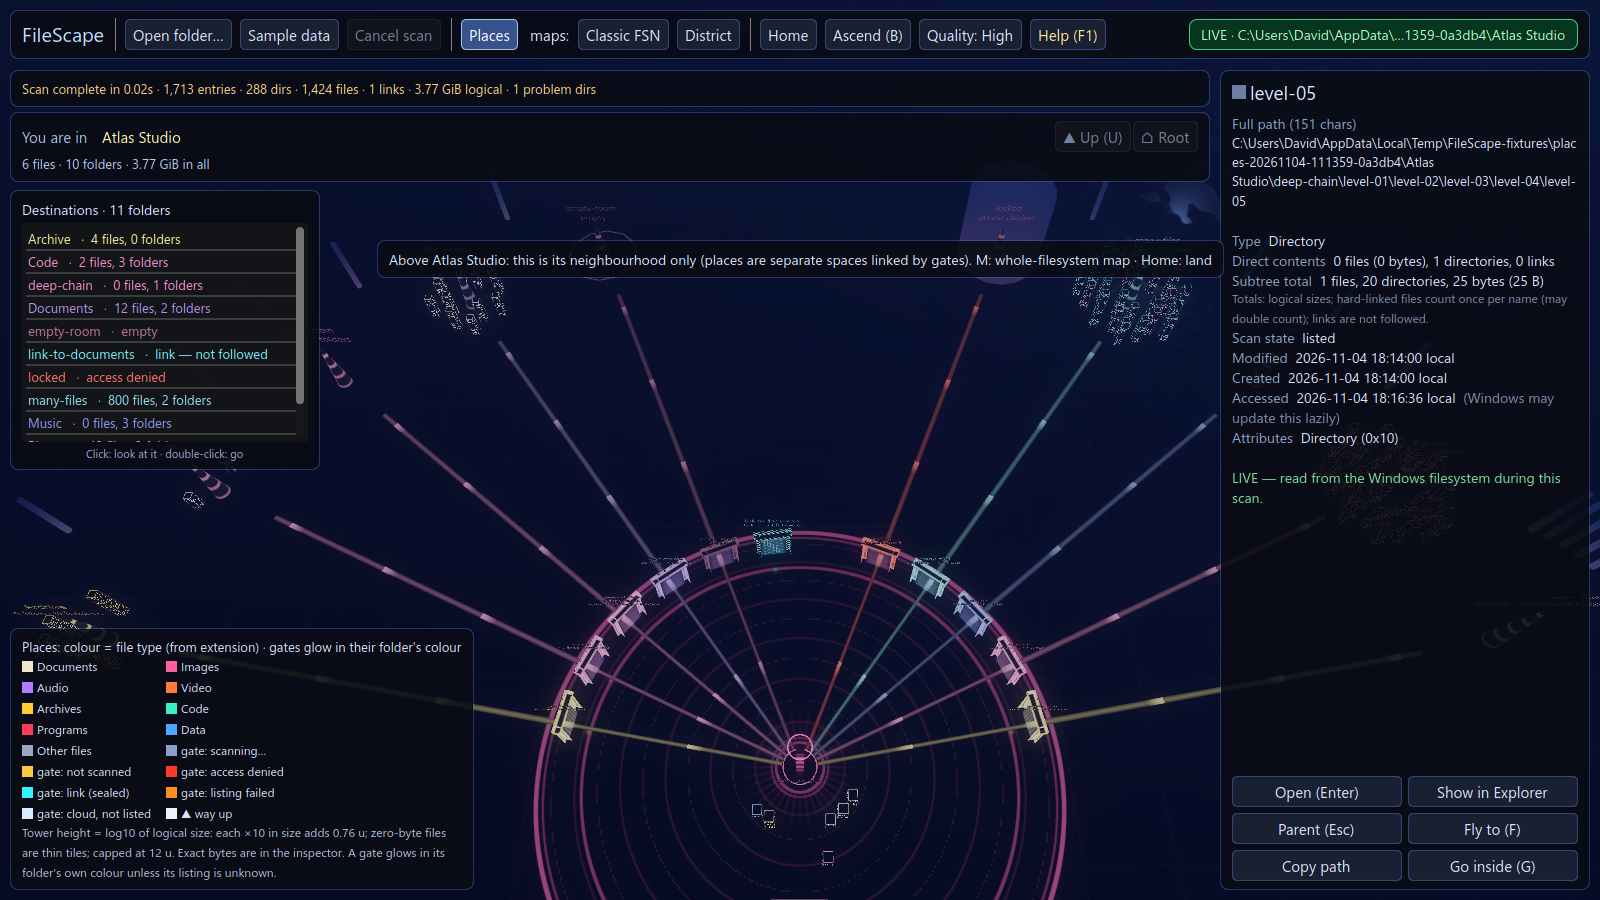 FileScape
Open folder...
Sample data
Cancel scan
Places
maps:
Classic FSN
District
Home
Ascend (B)
Quality: High
Help (F1)
LIVE · C:\Users\David\AppData\...1359-0a3db4\Atlas Studio
Scan complete in 0.02s · 1,713 entries · 288 dirs · 1,424 files · 1 links · 3.77 GiB logical · 1 problem dirs
You are in Atlas Studio
▲ Up (U)
⌂ Root
6 files · 10 folders · 3.77 GiB in all
Destinations · 11 folders
Archive · 4 files, 0 folders
Code · 2 files, 3 folders
deep-chain · 0 files, 1 folders
Documents · 12 files, 2 folders
empty-room · empty
link-to-documents · link — not followed
locked · access denied
many-files · 800 files, 2 folders
Music · 0 files, 3 folders
Click: look at it · double-click: go
empty-room
empty
locked
access denied
Above Atlas Studio: this is its neighbourhood only (places are separate spaces linked by gates). M: whole-filesystem map · Home: land
Places: colour = file type (from extension) · gates glow in their folder's colour
Documents
Images
Audio
Video
Archives
Code
Programs
Data
Other files
gate: scanning...
gate: not scanned
gate: access denied
gate: link (sealed)
gate: listing failed
gate: cloud, not listed
▲ way up
Tower height = log10 of logical size: each ×10 in size adds 0.76 u; zero-byte files
are thin tiles; capped at 12 u. Exact bytes are in the inspector. A gate glows in its
folder's own colour unless its listing is unknown.
level-05
Full path (151 chars)
C:\Users\David\AppData\Local\Temp\FileScape-fixtures\plac
es-20261104-111359-0a3db4\Atlas
Studio\deep-chain\level-01\level-02\level-03\level-04\level-
05
Type Directory
Direct contents 0 files (0 bytes), 1 directories, 0 links
Subtree total 1 files, 20 directories, 25 bytes (25 B)
Totals: logical sizes; hard-linked files count once per name (may
double count); links are not followed.
Scan state listed
Modified 2026-11-04 18:14:00 local
Created 2026-11-04 18:14:00 local
Accessed 2026-11-04 18:16:36 local (Windows may
update this lazily)
Attributes Directory (0x10)
LIVE — read from the Windows filesystem during this
scan.
Open (Enter)
Show in Explorer
Parent (Esc)
Fly to (F)
Copy path
Go inside (G)